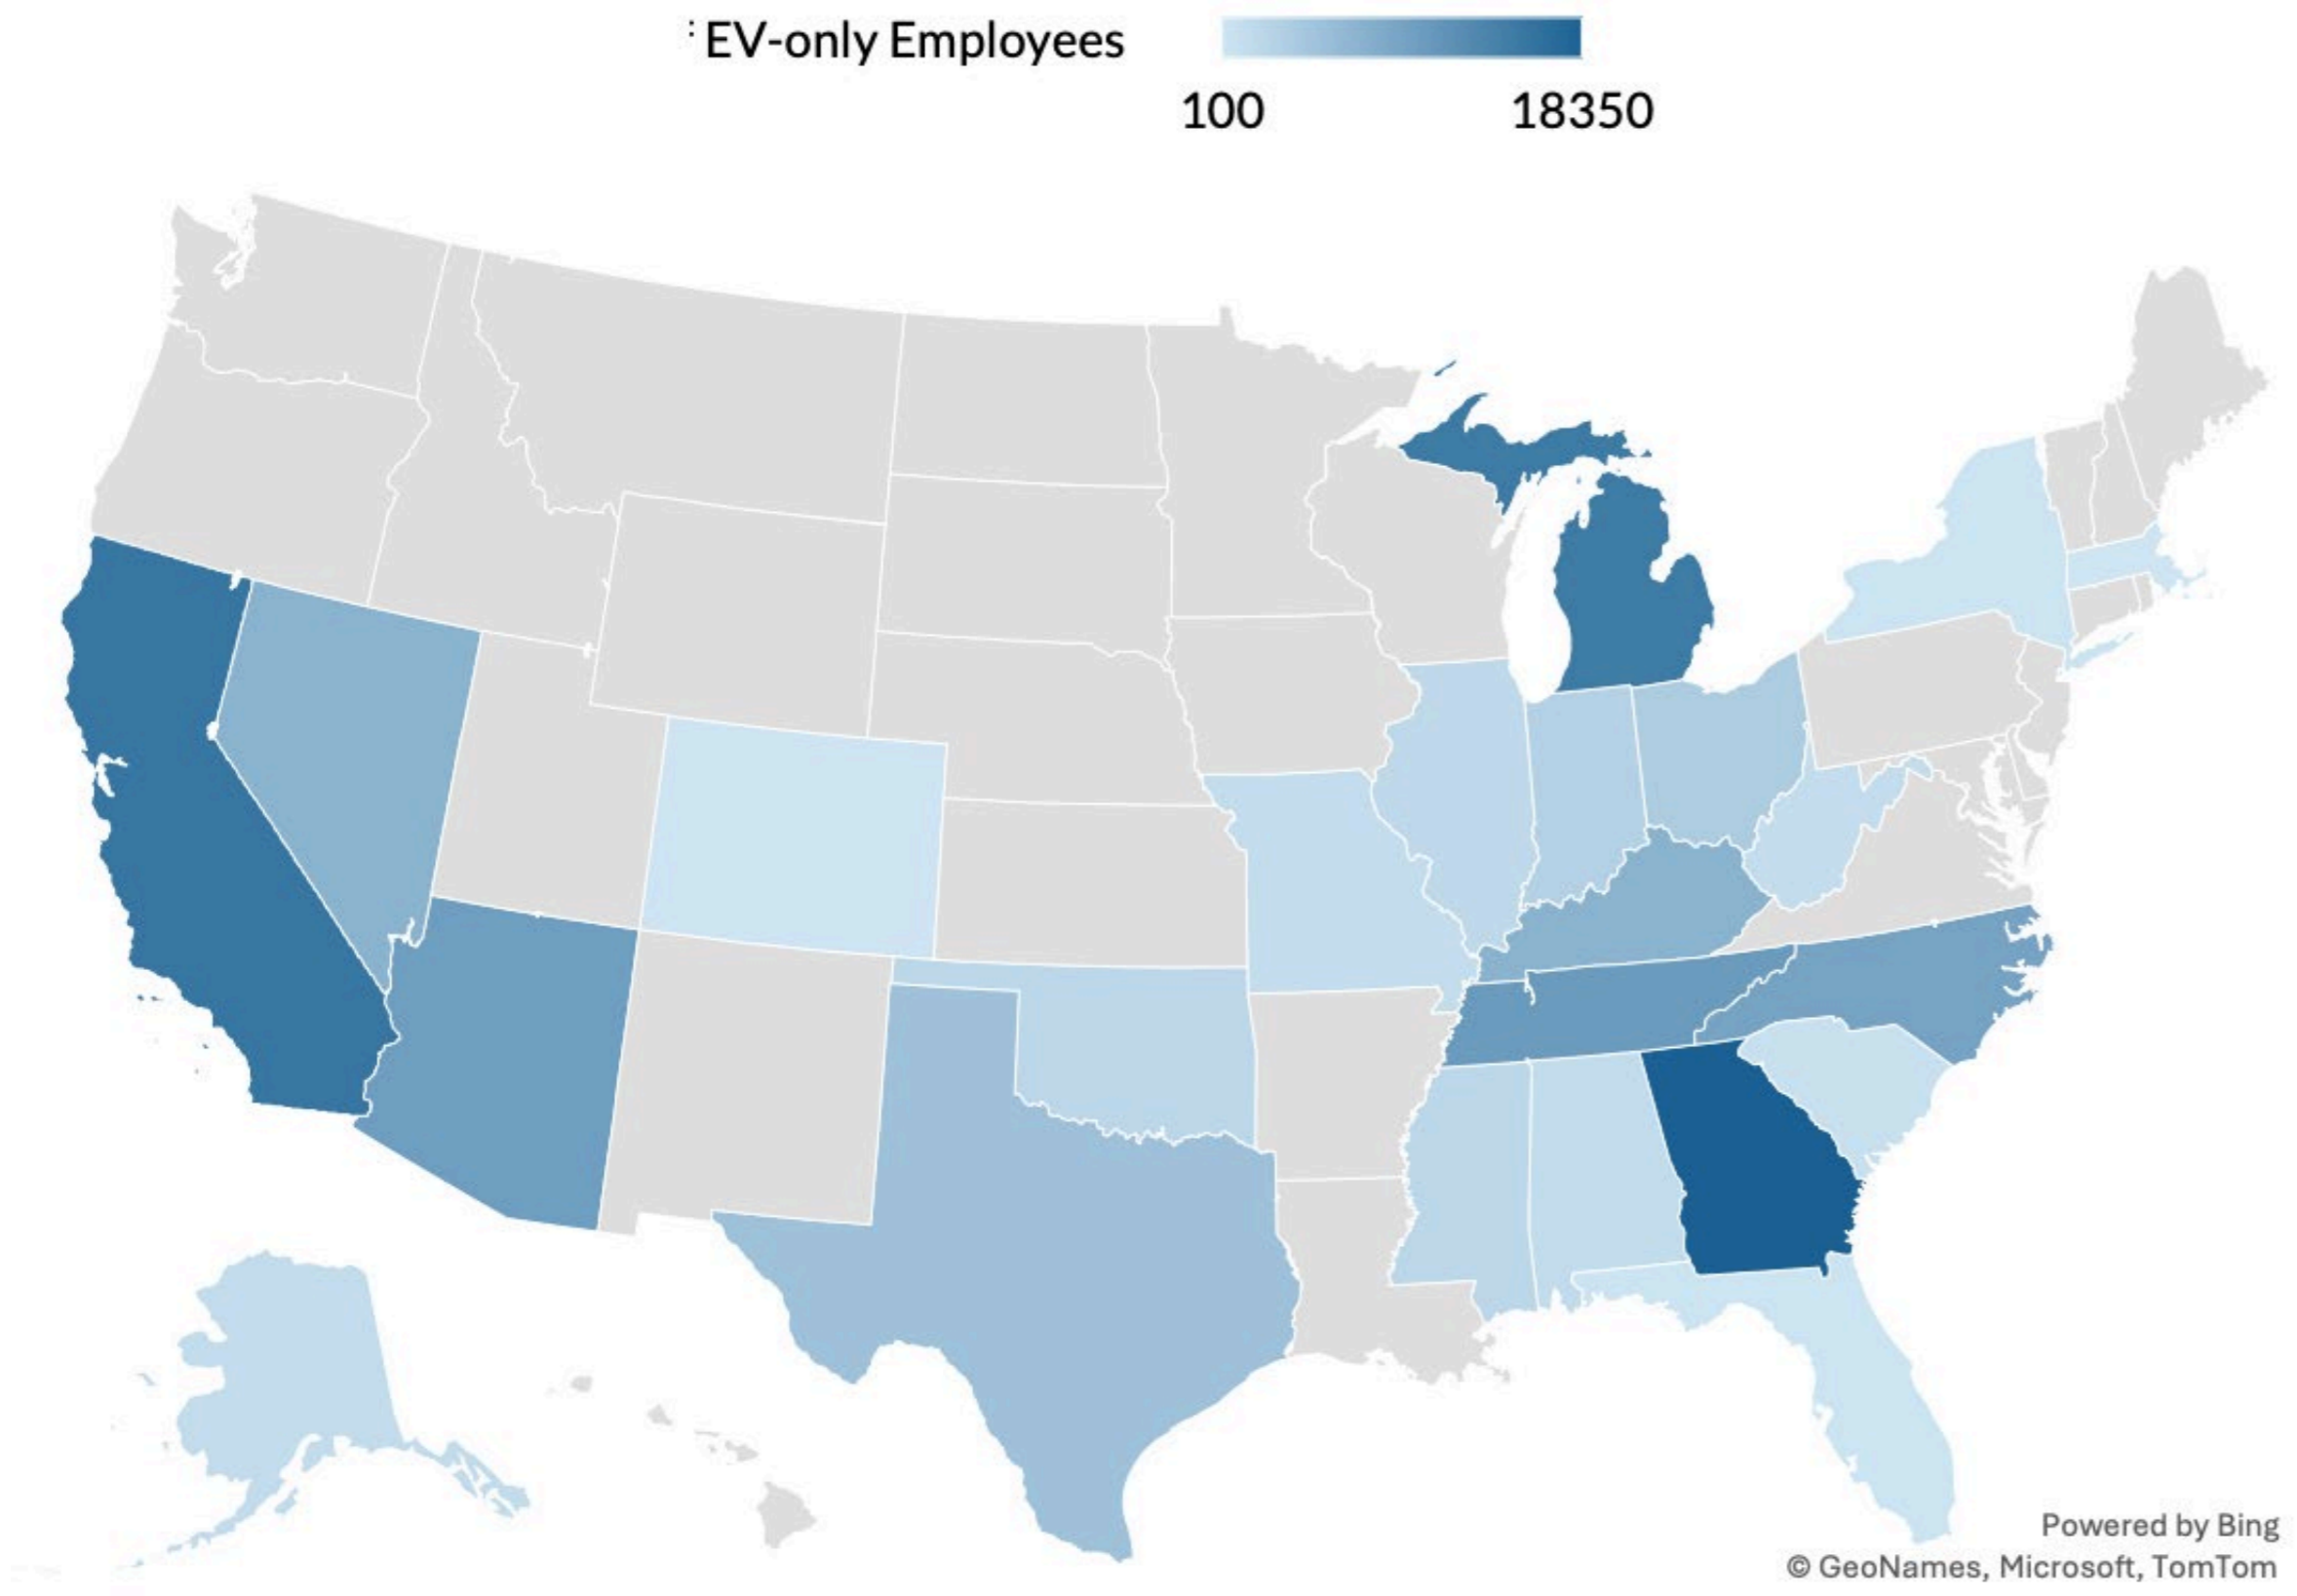 : EV-only Employees
100 18350
Powered by Bing
© GeoNames, Microsoft, TomTom